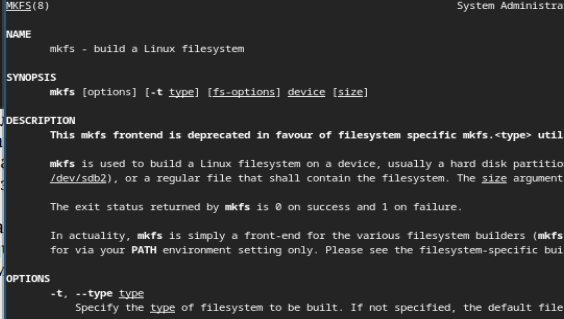 MKFS(8) System Administra
NAME
mkfs - build a Linux filesystem
SYNOPSIS
mkfs [options] [-t type] [fs-options] device [size]
DESCRIPTION
This mkfs frontend is deprecated in favour of filesystem specific mkfs.<type> util
mkfs is used to build a Linux filesystem on a device, usually a hard disk partitio
/dev/sdb2), or a regular file that shall contain the filesystem. The size argument
The exit status returned by mkfs is 0 on success and 1 on failure.
In actuality, mkfs is simply a front-end for the various filesystem builders (mkfs
for via your PATH environment setting only. Please see the filesystem-specific bui
OPTIONS
-t, --type type
Specify the type of filesystem to be built. If not specified, the default file